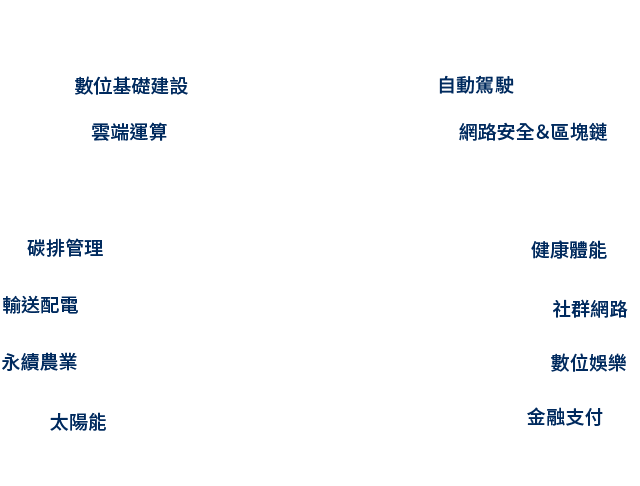 數位基礎建設
自動駕駛
雲端運算
網路安全&區塊鏈
碳排管理
健康體能
輸送配電
社群網路
永續農業
數位娛樂
太陽能
金融支付